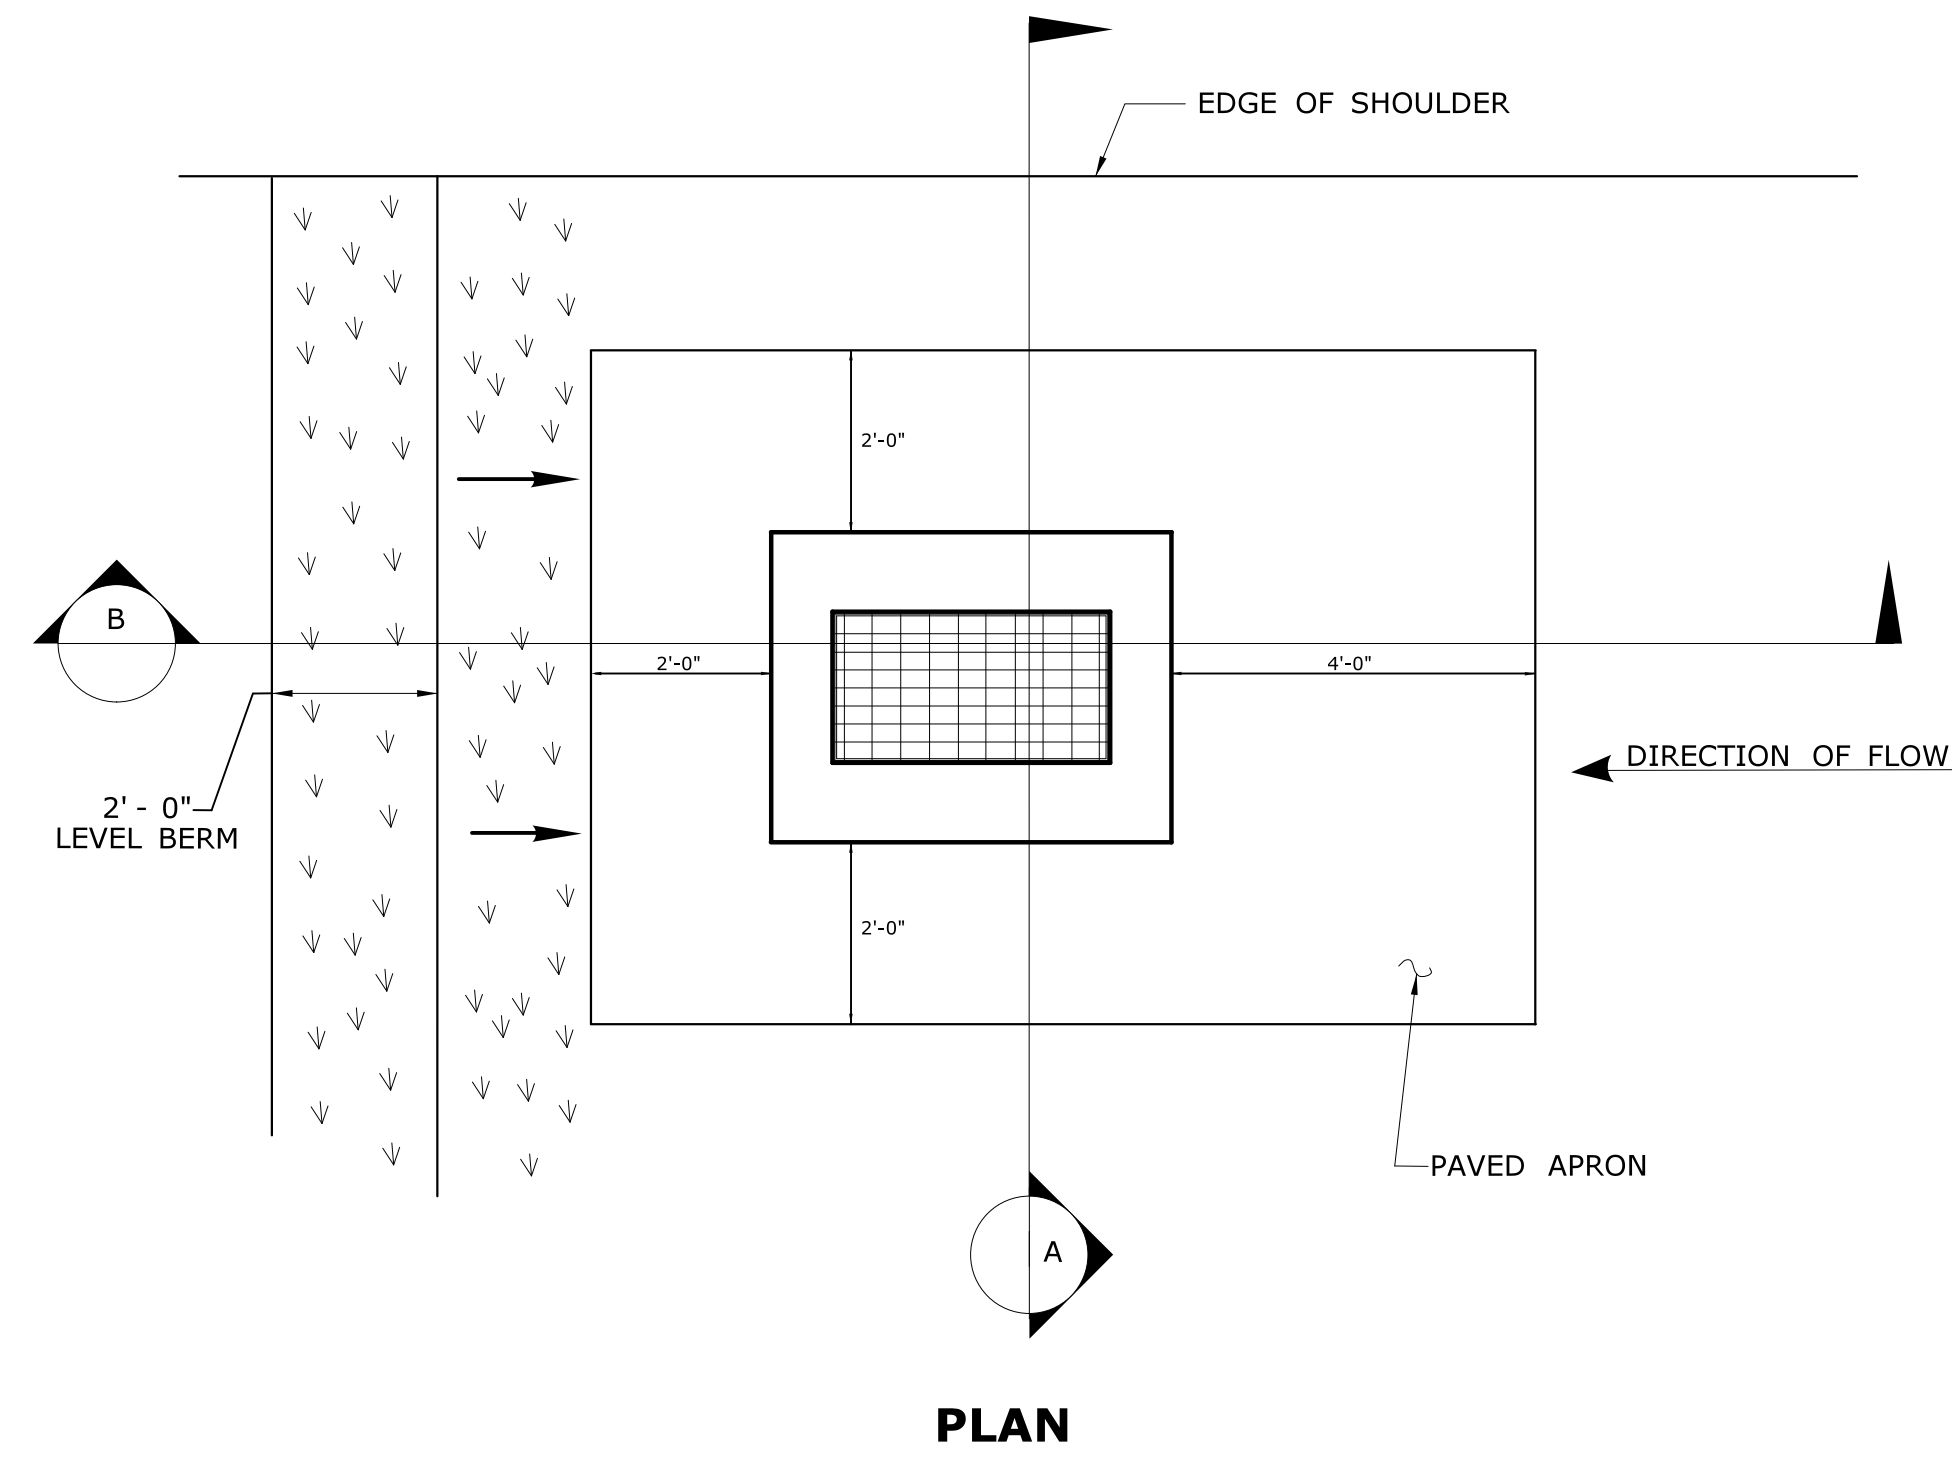 EDGE OF SHOULDER
2'-0"
B
2'-0"
4'-0"
DIRECTION OF FLOW
2' - 0"
LEVEL BERM
2'-0"
PAVED APRON
A
PLAN